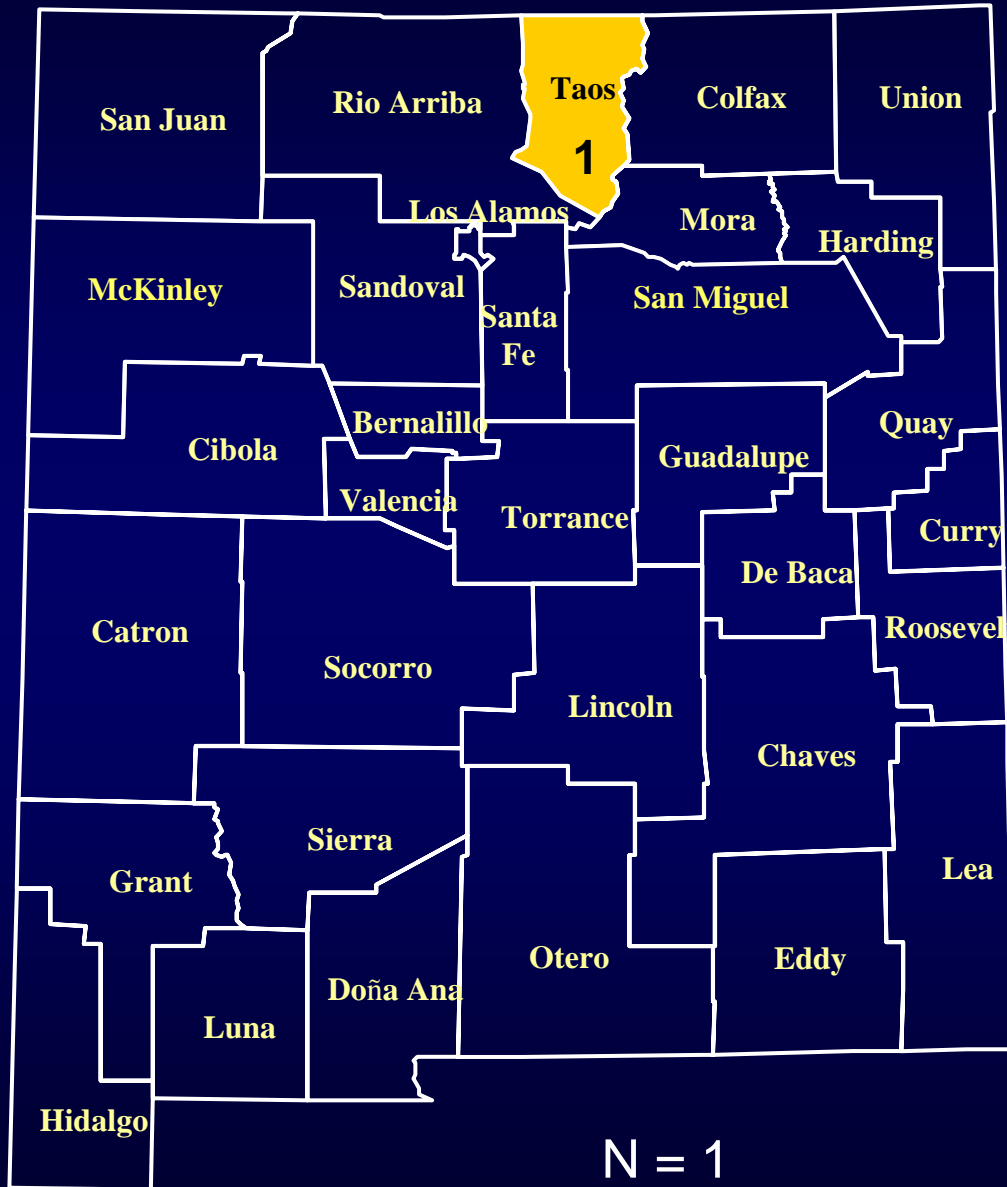 San Juan
Rio Arriba
Taos
1
Colfax
Union
Los Alamos
Mora
Harding
McKinley
Sandoval
Santa
Fe
San Miguel
Bernalillo
Cibola
Valencia
Torrance
Guadalupe
Quay
Curry
De Baca
Roosevel
Catron
Socorro
Lincoln
Chaves
Sierra
Grant
Lea
Otero
Eddy
Doña Ana
Luna
Hidalgo
N = 1